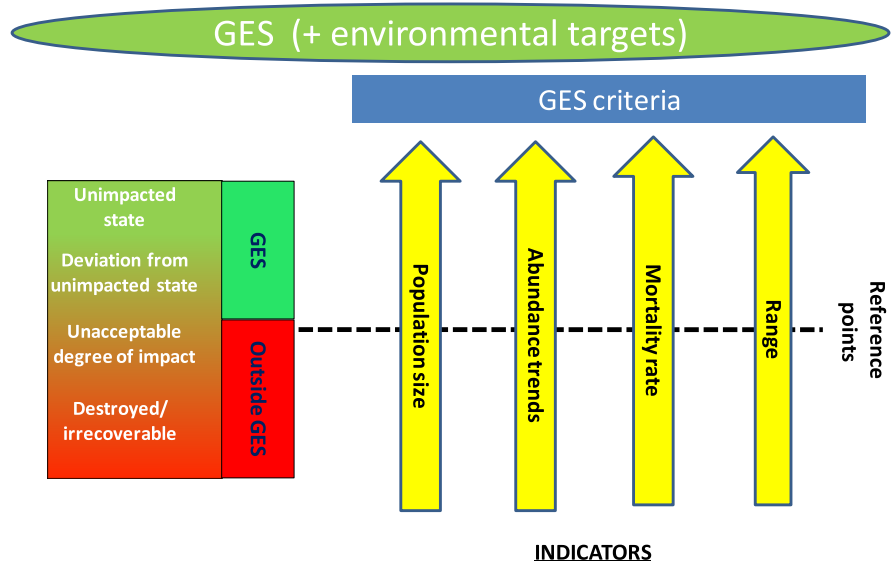 GES (+ environmental targets)
GES criteria
Unimpacted
state
Deviation from
unimpacted state
Unacceptable
degree of impact
Destroyed/
irrecoverable
GES
Outside GES
Population size
Abundance trends
Mortality rate
Range
Reference
points
INDICATORS